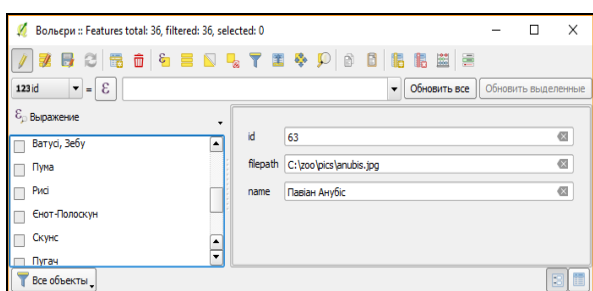 Вольєри :: Features total: 36, filtered: 36, selected: 0
123 id = ε Обновить все Обновить выделенные
ε Выражение
Ватусі, Зебу
Пума
Рисі
Єнот-Полоскун
Скунс
Пугач
id 63
filepath C:\zoo\pics\anubis.jpg
name Павіан Анубіс
Все объекты